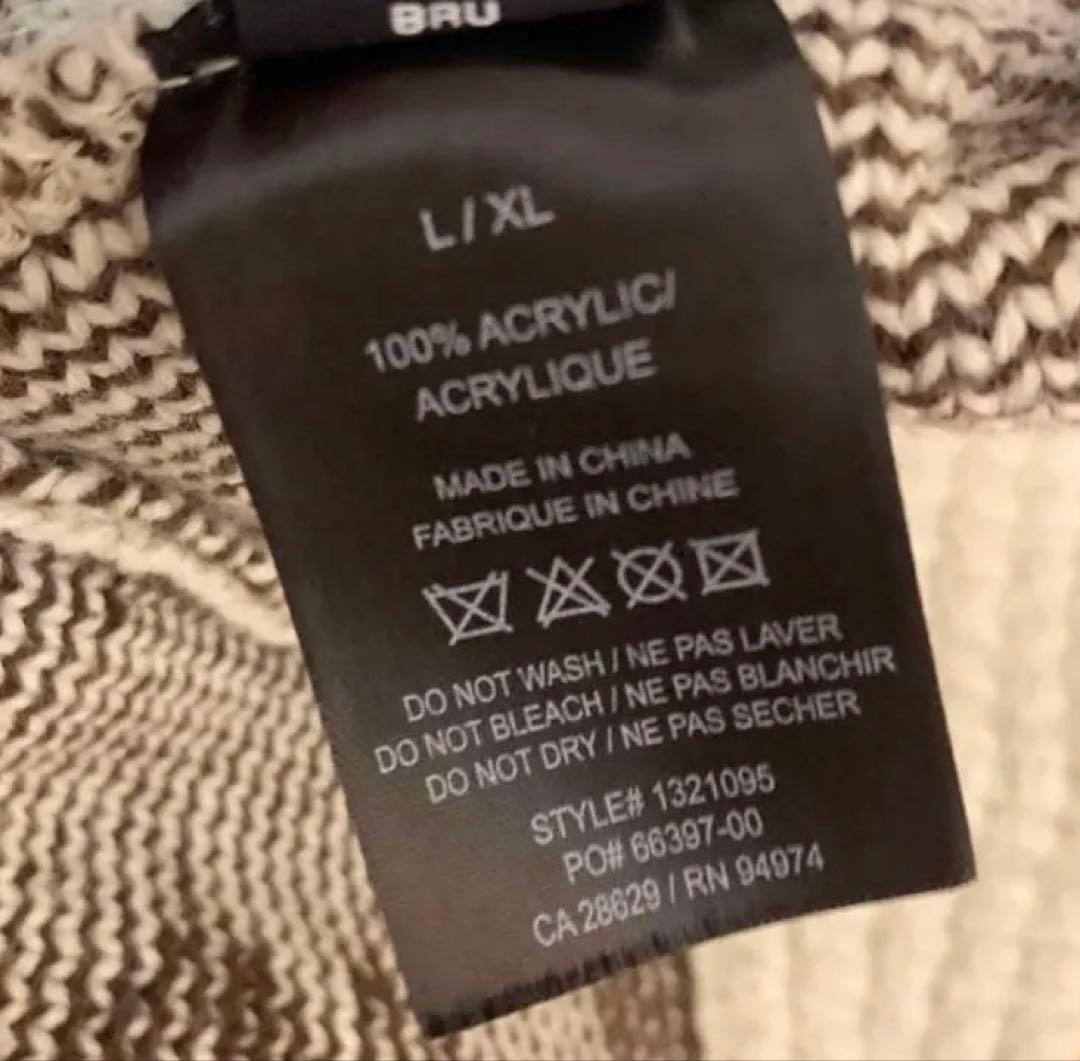 BRU
L / XL
100% ACRYLIC/
ACRYLIQUE
MADE IN CHINA
FABRIQUE IN CHINE
DO NOT WASH / NE PAS LAVER
DO NOT BLEACH / NE PAS BLANCHIR
DO NOT DRY / NE PAS SECHER
STYLE# 1321095
PO# 66397-00
CA 28629 / RN 94974